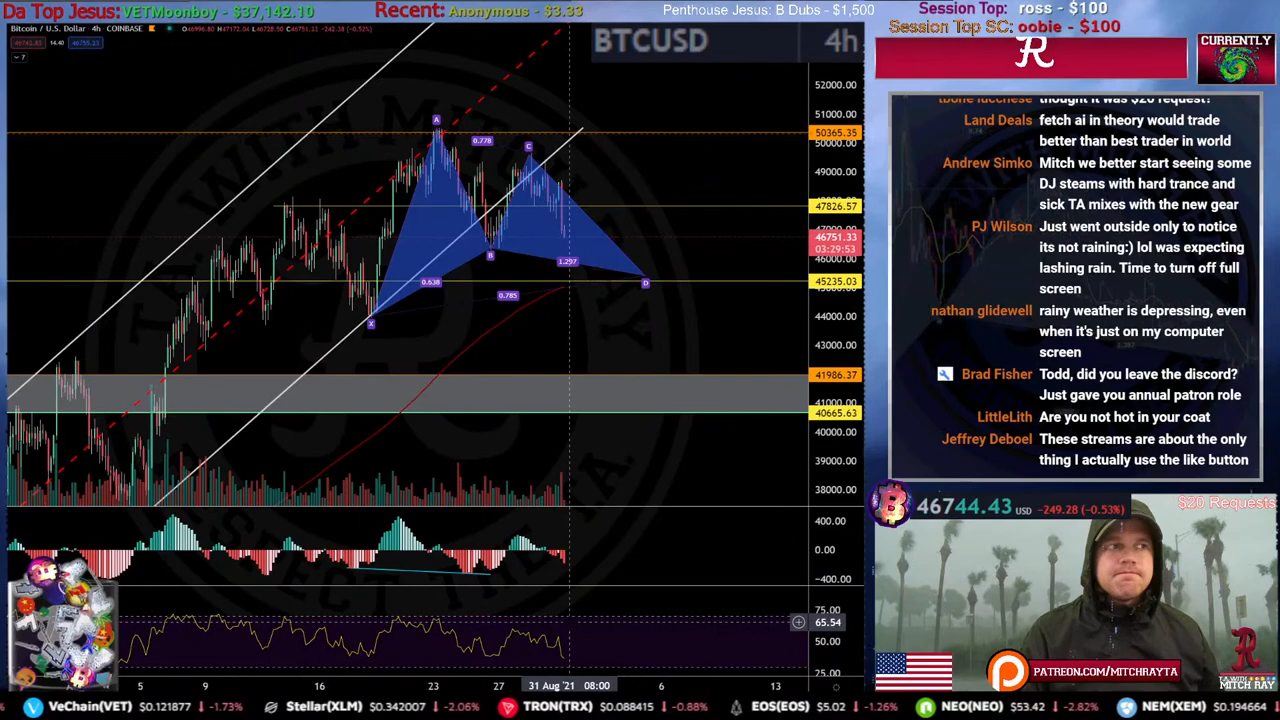 Da Top Jesus: VETMoonboy - $37,142.10
Recent: Anonymous - $3.33
Penthouse Jesus: B Dubs - $1,500
Session Top: ross - $100
Session Top SC: oobie - $100
Bitcoin / U.S. Dollar · 4h · COINBASE
14.40
7
BTCUSD 4h
R
CURRENTLY
52000.00
51000.00
50365.35
50000.00
49000.00
48000.00
47826.57
46751.33
03:29:53
46000.00
45235.03
44000.00
43000.00
41986.37
41000.00
40665.63
40000.00
39000.00
38000.00
A
0.778
C
B
1.297
0.638
0.785
D
X
400.00
0.00
-400.00
75.00
65.54
50.00
25.00
5 9 16 23 27 31 Aug '21 08:00 6 13
thought it was $20 request?
Land Deals fetch ai in theory would trade
better than best trader in world
Andrew Simko Mitch we better start seeing some
DJ steams with hard trance and
sick TA mixes with the new gear
PJ Wilson Just went outside only to notice
its not raining:) lol was expecting
lashing rain. Time to turn off full
screen
nathan glidewell rainy weather is depressing, even
when it's just on my computer
screen
Brad Fisher Todd, did you leave the discord?
Just gave you annual patron role
LittleLith Are you not hot in your coat
Jeffrey Deboel These streams are about the only
thing I actually use the like button
46744.43 USD -249.28 (-0.53%)
$20 Requests
PATREON.COM/MITCHRAYTA
MITCH RAY
VeChain(VET) $0.121877 -1.73% Stellar(XLM) $0.342007 -2.06% TRON(TRX) $0.088415 -0.88% EOS(EOS) $5.02 -1.26% NEO(NEO) $53.42 -2.82% NEM(XEM) $0.194664